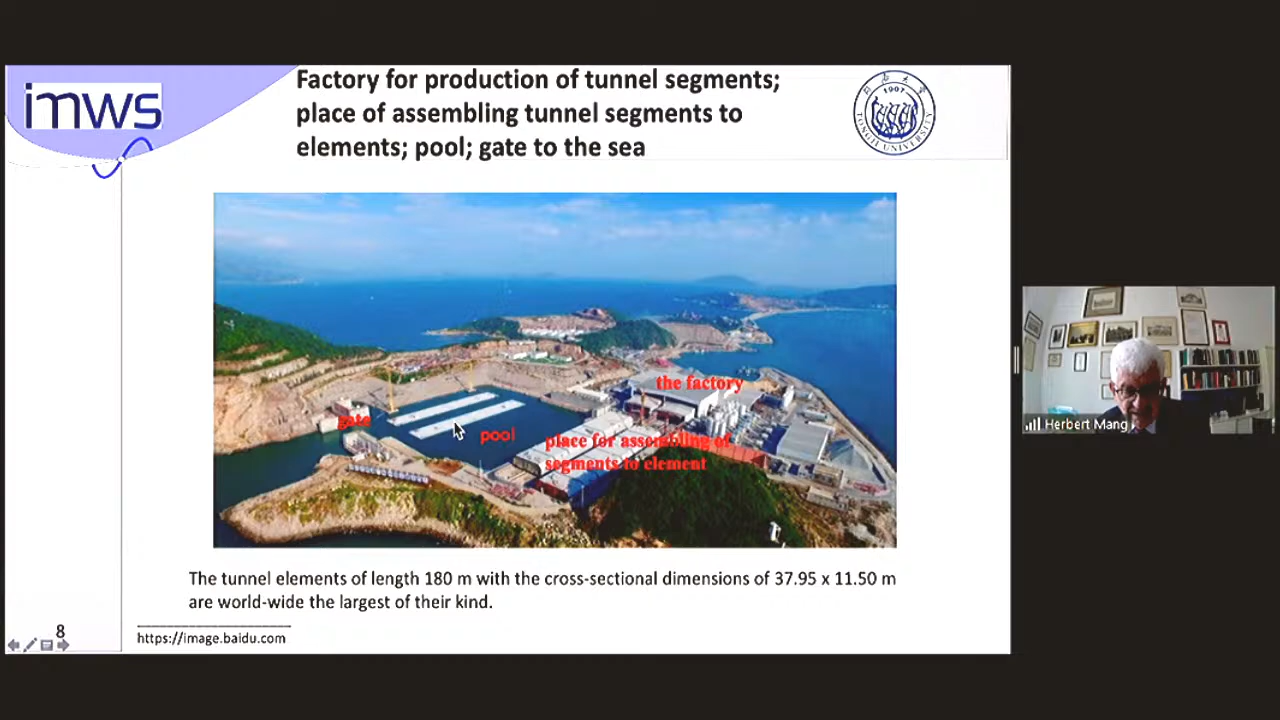 imws
Factory for production of tunnel segments;
place of assembling tunnel segments to
elements; pool; gate to the sea
1907
TONGJI UNIVERSITY
the factory
gate
pool
place for assembling of
segments to element
Herbert Mang
The tunnel elements of length 180 m with the cross-sectional dimensions of 37.95 x 11.50 m
are world-wide the largest of their kind.
8
https://image.baidu.com